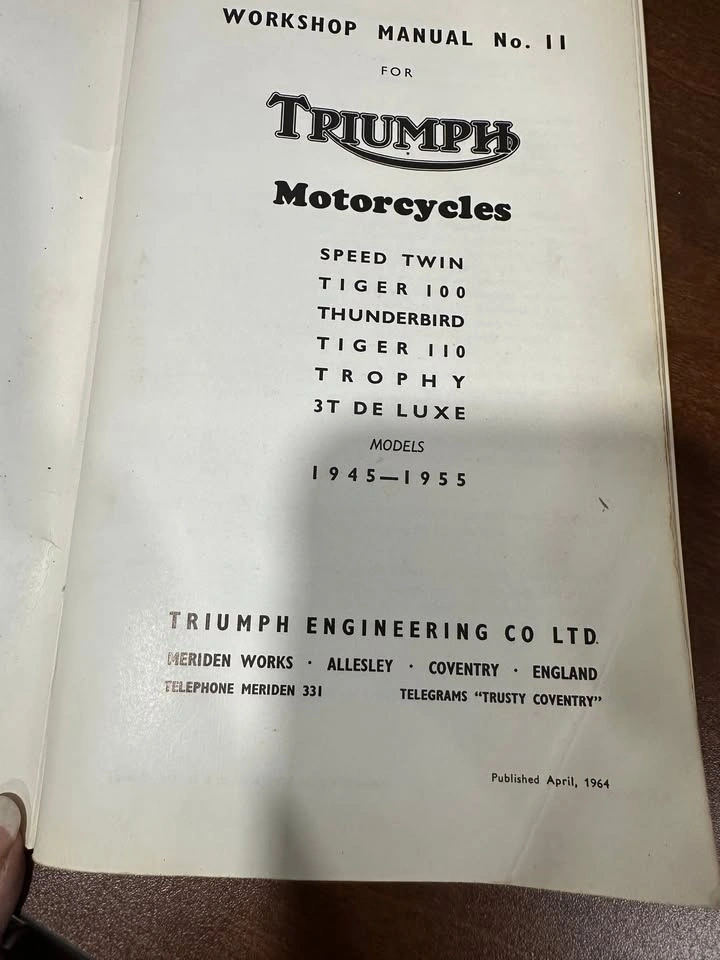 WORKSHOP MANUAL No. 11
FOR
TRIUMPH
Motorcycles
SPEED TWIN
TIGER 100
THUNDERBIRD
TIGER 110
TROPHY
3T DE LUXE
MODELS
1945—1955
TRIUMPH ENGINEERING CO LTD.
MERIDEN WORKS · ALLESLEY · COVENTRY · ENGLAND
TELEPHONE MERIDEN 331 TELEGRAMS “TRUSTY COVENTRY”
Published April, 1964